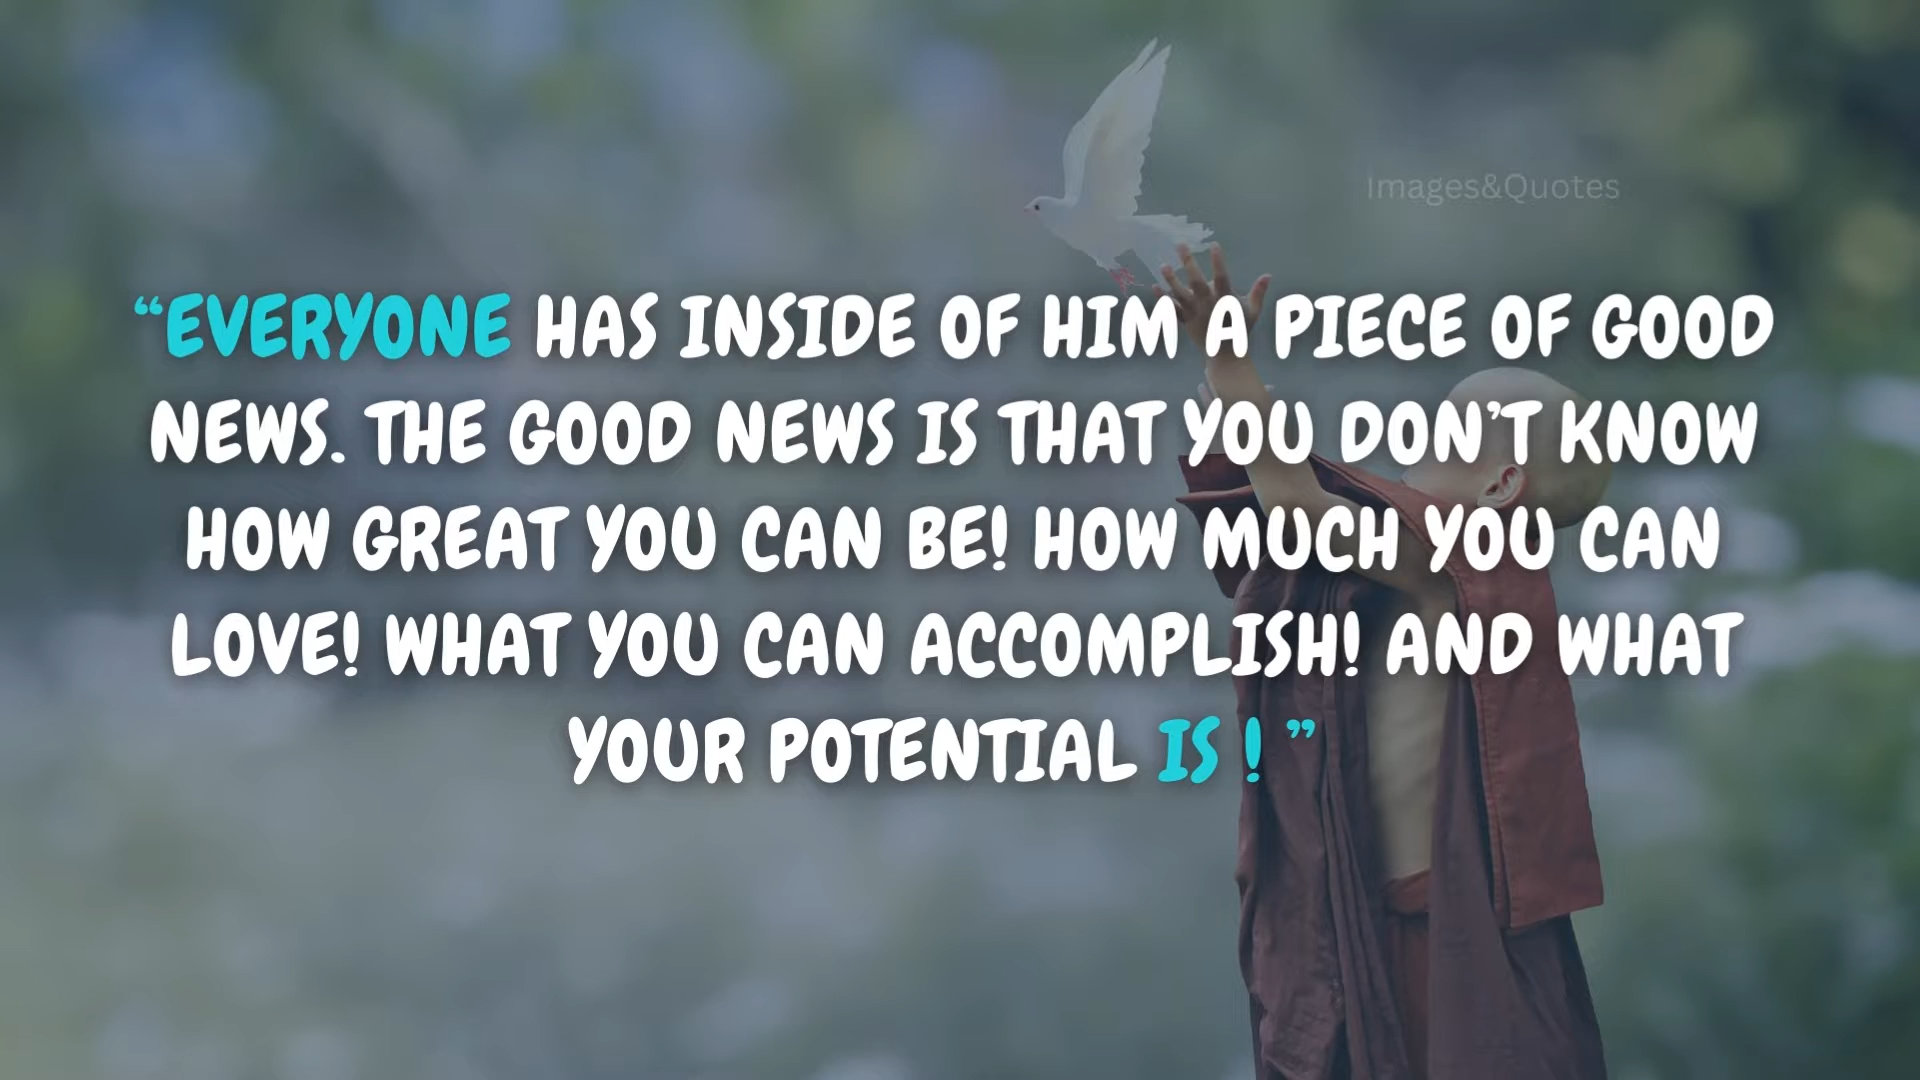 Images&Quotes
“EVERYONE HAS INSIDE OF HIM A PIECE OF GOOD
NEWS. THE GOOD NEWS IS THAT YOU DON’T KNOW
HOW GREAT YOU CAN BE! HOW MUCH YOU CAN
LOVE! WHAT YOU CAN ACCOMPLISH! AND WHAT
YOUR POTENTIAL IS ! ”